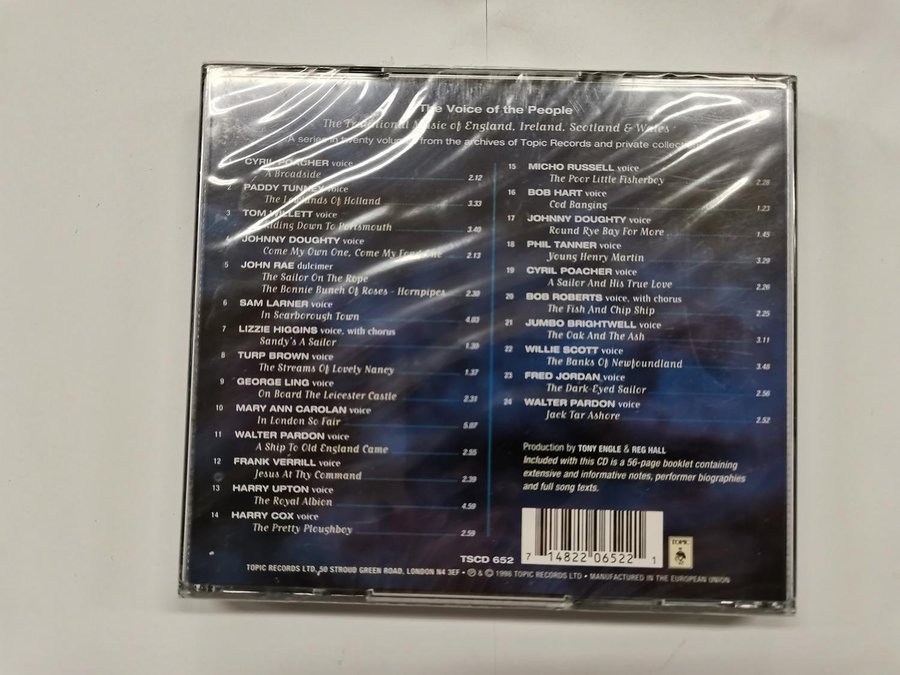 The Voice of the People
The Traditional Music of England, Ireland, Scotland & Wales
A series in twenty volumes from the archives of Topic Records and private collections
1 CYRIL POACHER voice
A Broadside 2.12
2 PADDY TUNNEY voice
The Lowlands Of Holland 3.33
3 TOM WILLETT voice
Riding Down To Portsmouth 3.40
4 JOHNNY DOUGHTY voice
Come My Own One, Come My Fond One 2.13
5 JOHN RAE dulcimer
The Sailor On The Rope
The Bonnie Bunch Of Roses - Hornpipes 2.39
6 SAM LARNER voice
In Scarborough Town 4.03
7 LIZZIE HIGGINS voice, with chorus
Sandy's A Sailor 1.30
8 TURP BROWN voice
The Streams Of Lovely Nancy 1.37
9 GEORGE LING voice
On Board The Leicester Castle 2.31
10 MARY ANN CAROLAN voice
In London So Fair 5.07
11 WALTER PARDON voice
A Ship To Old England Came 2.55
12 FRANK VERRILL voice
Jesus At Thy Command 2.39
13 HARRY UPTON voice
The Royal Albion 4.59
14 HARRY COX voice
The Pretty Ploughboy 2.59
15 MICHO RUSSELL voice
The Poor Little Fisherboy 2.26
16 BOB HART voice
Cod Banging 1.23
17 JOHNNY DOUGHTY voice
Round Rye Bay For More 1.45
18 PHIL TANNER voice
Young Henry Martin 3.29
19 CYRIL POACHER voice
A Sailor And His True Love 2.26
20 BOB ROBERTS voice, with chorus
The Fish And Chip Ship 2.25
21 JUMBO BRIGHTWELL voice
The Oak And The Ash 3.11
22 WILLIE SCOTT voice
The Banks Of Newfoundland 3.48
23 FRED JORDAN voice
The Dark-Eyed Sailor 2.56
24 WALTER PARDON voice
Jack Tar Ashore 2.52
Production by TONY ENGLE & REG HALL
Included with this CD is a 56-page booklet containing
extensive and informative notes, performer biographies
and full song texts.
TSCD 652
7 14822 06522 1
TOPIC
TOPIC RECORDS LTD, 50 STROUD GREEN ROAD, LONDON N4 3EF • ℗ & © 1998 TOPIC RECORDS LTD • MANUFACTURED IN THE EUROPEAN UNION